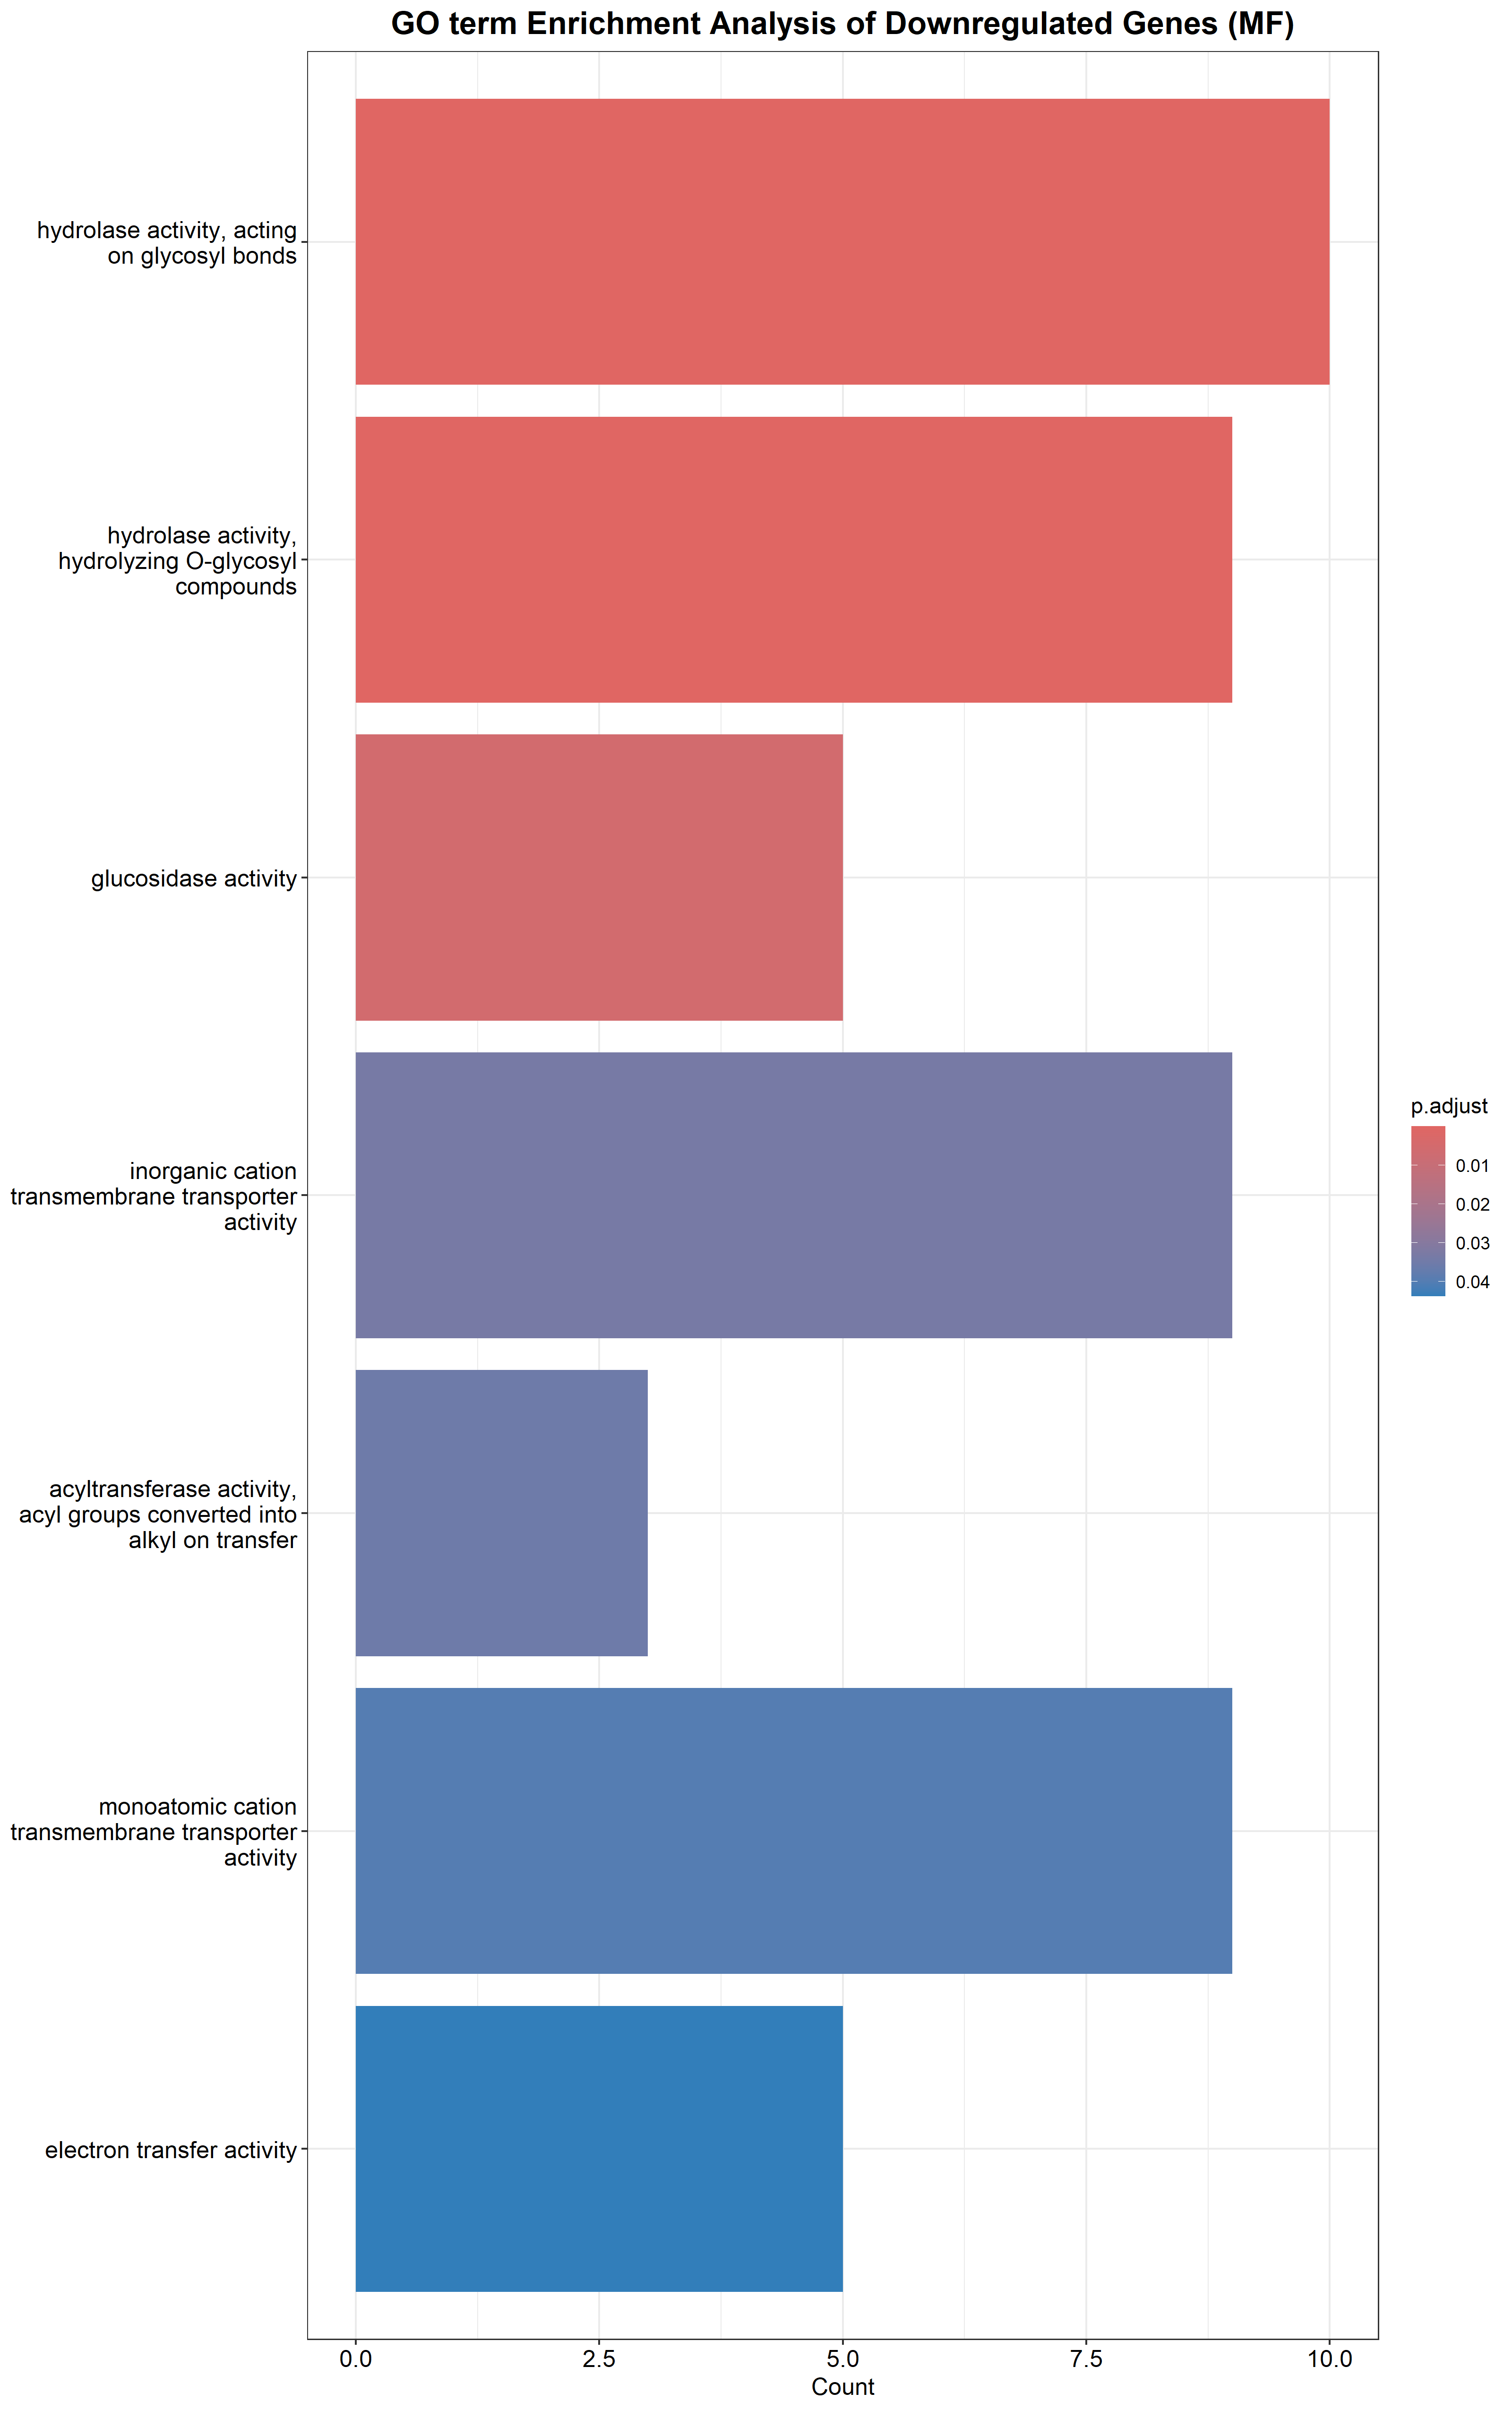 GO term Enrichment Analysis of Downregulated Genes (MF)
hydrolase activity, acting
on glycosyl bonds
hydrolase activity,
hydrolyzing O-glycosyl
compounds
glucosidase activity
inorganic cation
transmembrane transporter
activity
acyltransferase activity,
acyl groups converted into
alkyl on transfer
monoatomic cation
transmembrane transporter
activity
electron transfer activity
0.0 2.5 5.0 7.5 10.0
Count
p.adjust
0.01
0.02
0.03
0.04